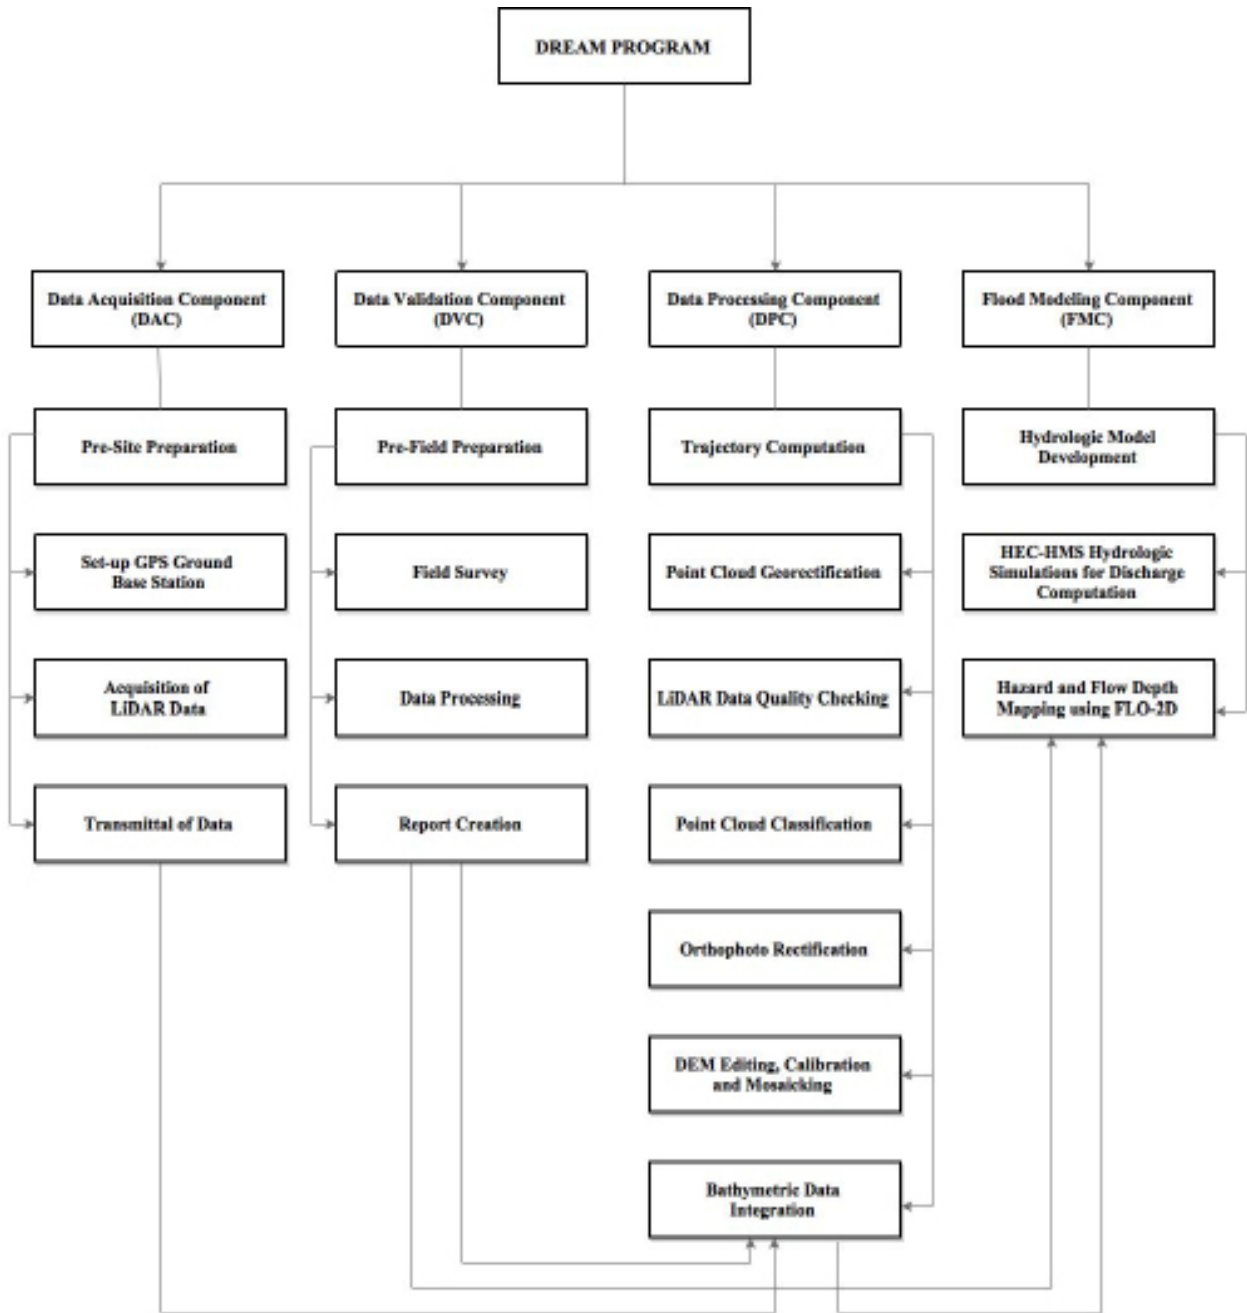 DREAM PROGRAM
Data Acquisition Component
(DAC)
Data Validation Component
(DVC)
Data Processing Component
(DPC)
Flood Modeling Component
(FMC)
Pre-Site Preparation
Pre-Field Preparation
Trajectory Computation
Hydrologic Model
Development
Set-up GPS Ground
Base Station
Field Survey
Point Cloud Georectification
HEC-HMS Hydrologic
Simulations for Discharge
Computation
Acquisition of
LiDAR Data
Data Processing
LiDAR Data Quality Checking
Hazard and Flow Depth
Mapping using FLO-2D
Transmittal of Data
Report Creation
Point Cloud Classification
Orthophoto Rectification
DEM Editing, Calibration
and Mosaicking
Bathymetric Data
Integration